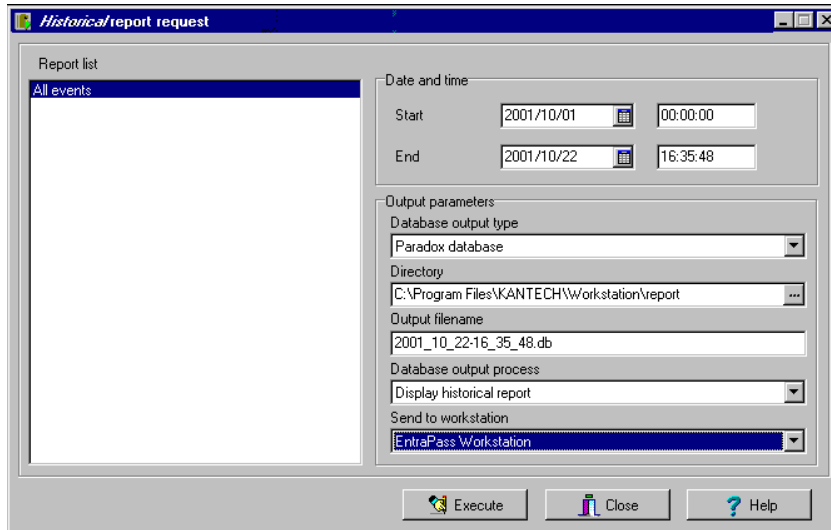 Historical report request
Report list
All events
Date and time
Start 2001/10/01 00:00:00
End 2001/10/22 16:35:48
Output parameters
Database output type
Paradox database
Directory
C:\Program Files\KANTECH\Workstation\report ...
Output filename
2001_10_22-16_35_48.db
Database output process
Display historical report
Send to workstation
EntraPass Workstation
Execute Close ? Help